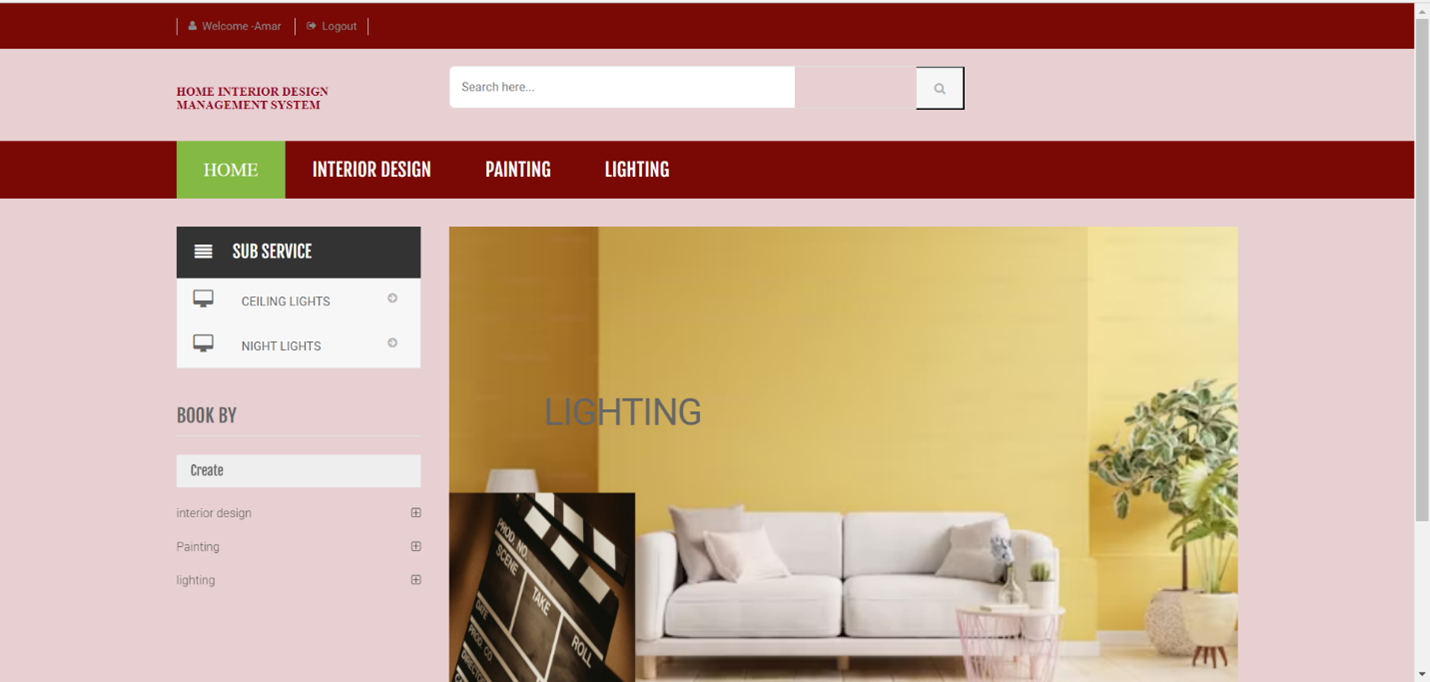 Welcome -Amar
Logout
HOME INTERIOR DESIGN
MANAGEMENT SYSTEM
Search here...
HOME
INTERIOR DESIGN
PAINTING
LIGHTING
SUB SERVICE
CEILING LIGHTS
NIGHT LIGHTS
BOOK BY
Create
interior design
Painting
lighting
LIGHTING
PROD. NO.
SCENE
TAKE
ROLL
DATE
PROD. CO.